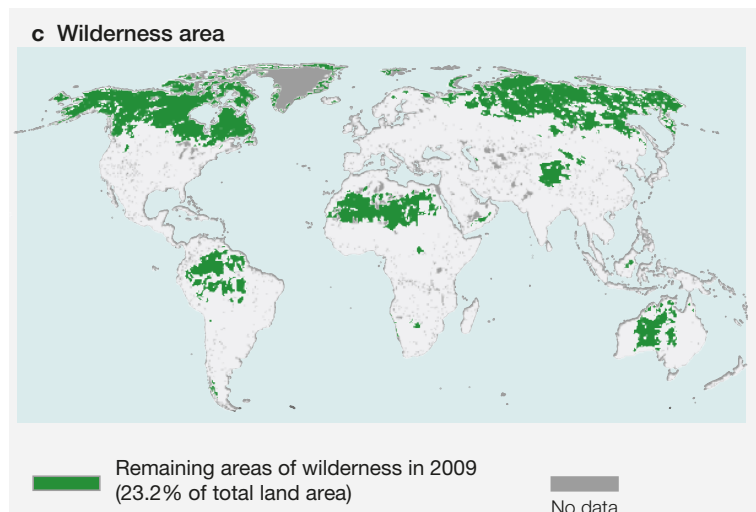 c Wilderness area
Remaining areas of wilderness in 2009
(23.2% of total land area)
No data